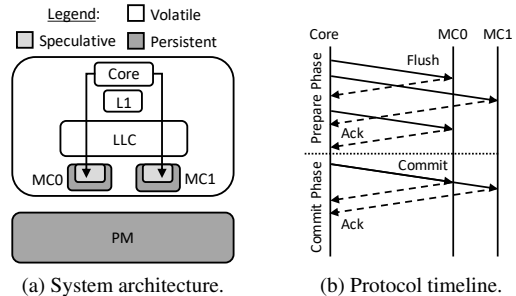 Legend:
Volatile
Speculative
Persistent
Core
L1
LLC
MC0
MC1
PM
(a) System architecture.
Core
MC0
MC1
Prepare Phase
Flush
Ack
Commit Phase
Commit
Ack
(b) Protocol timeline.